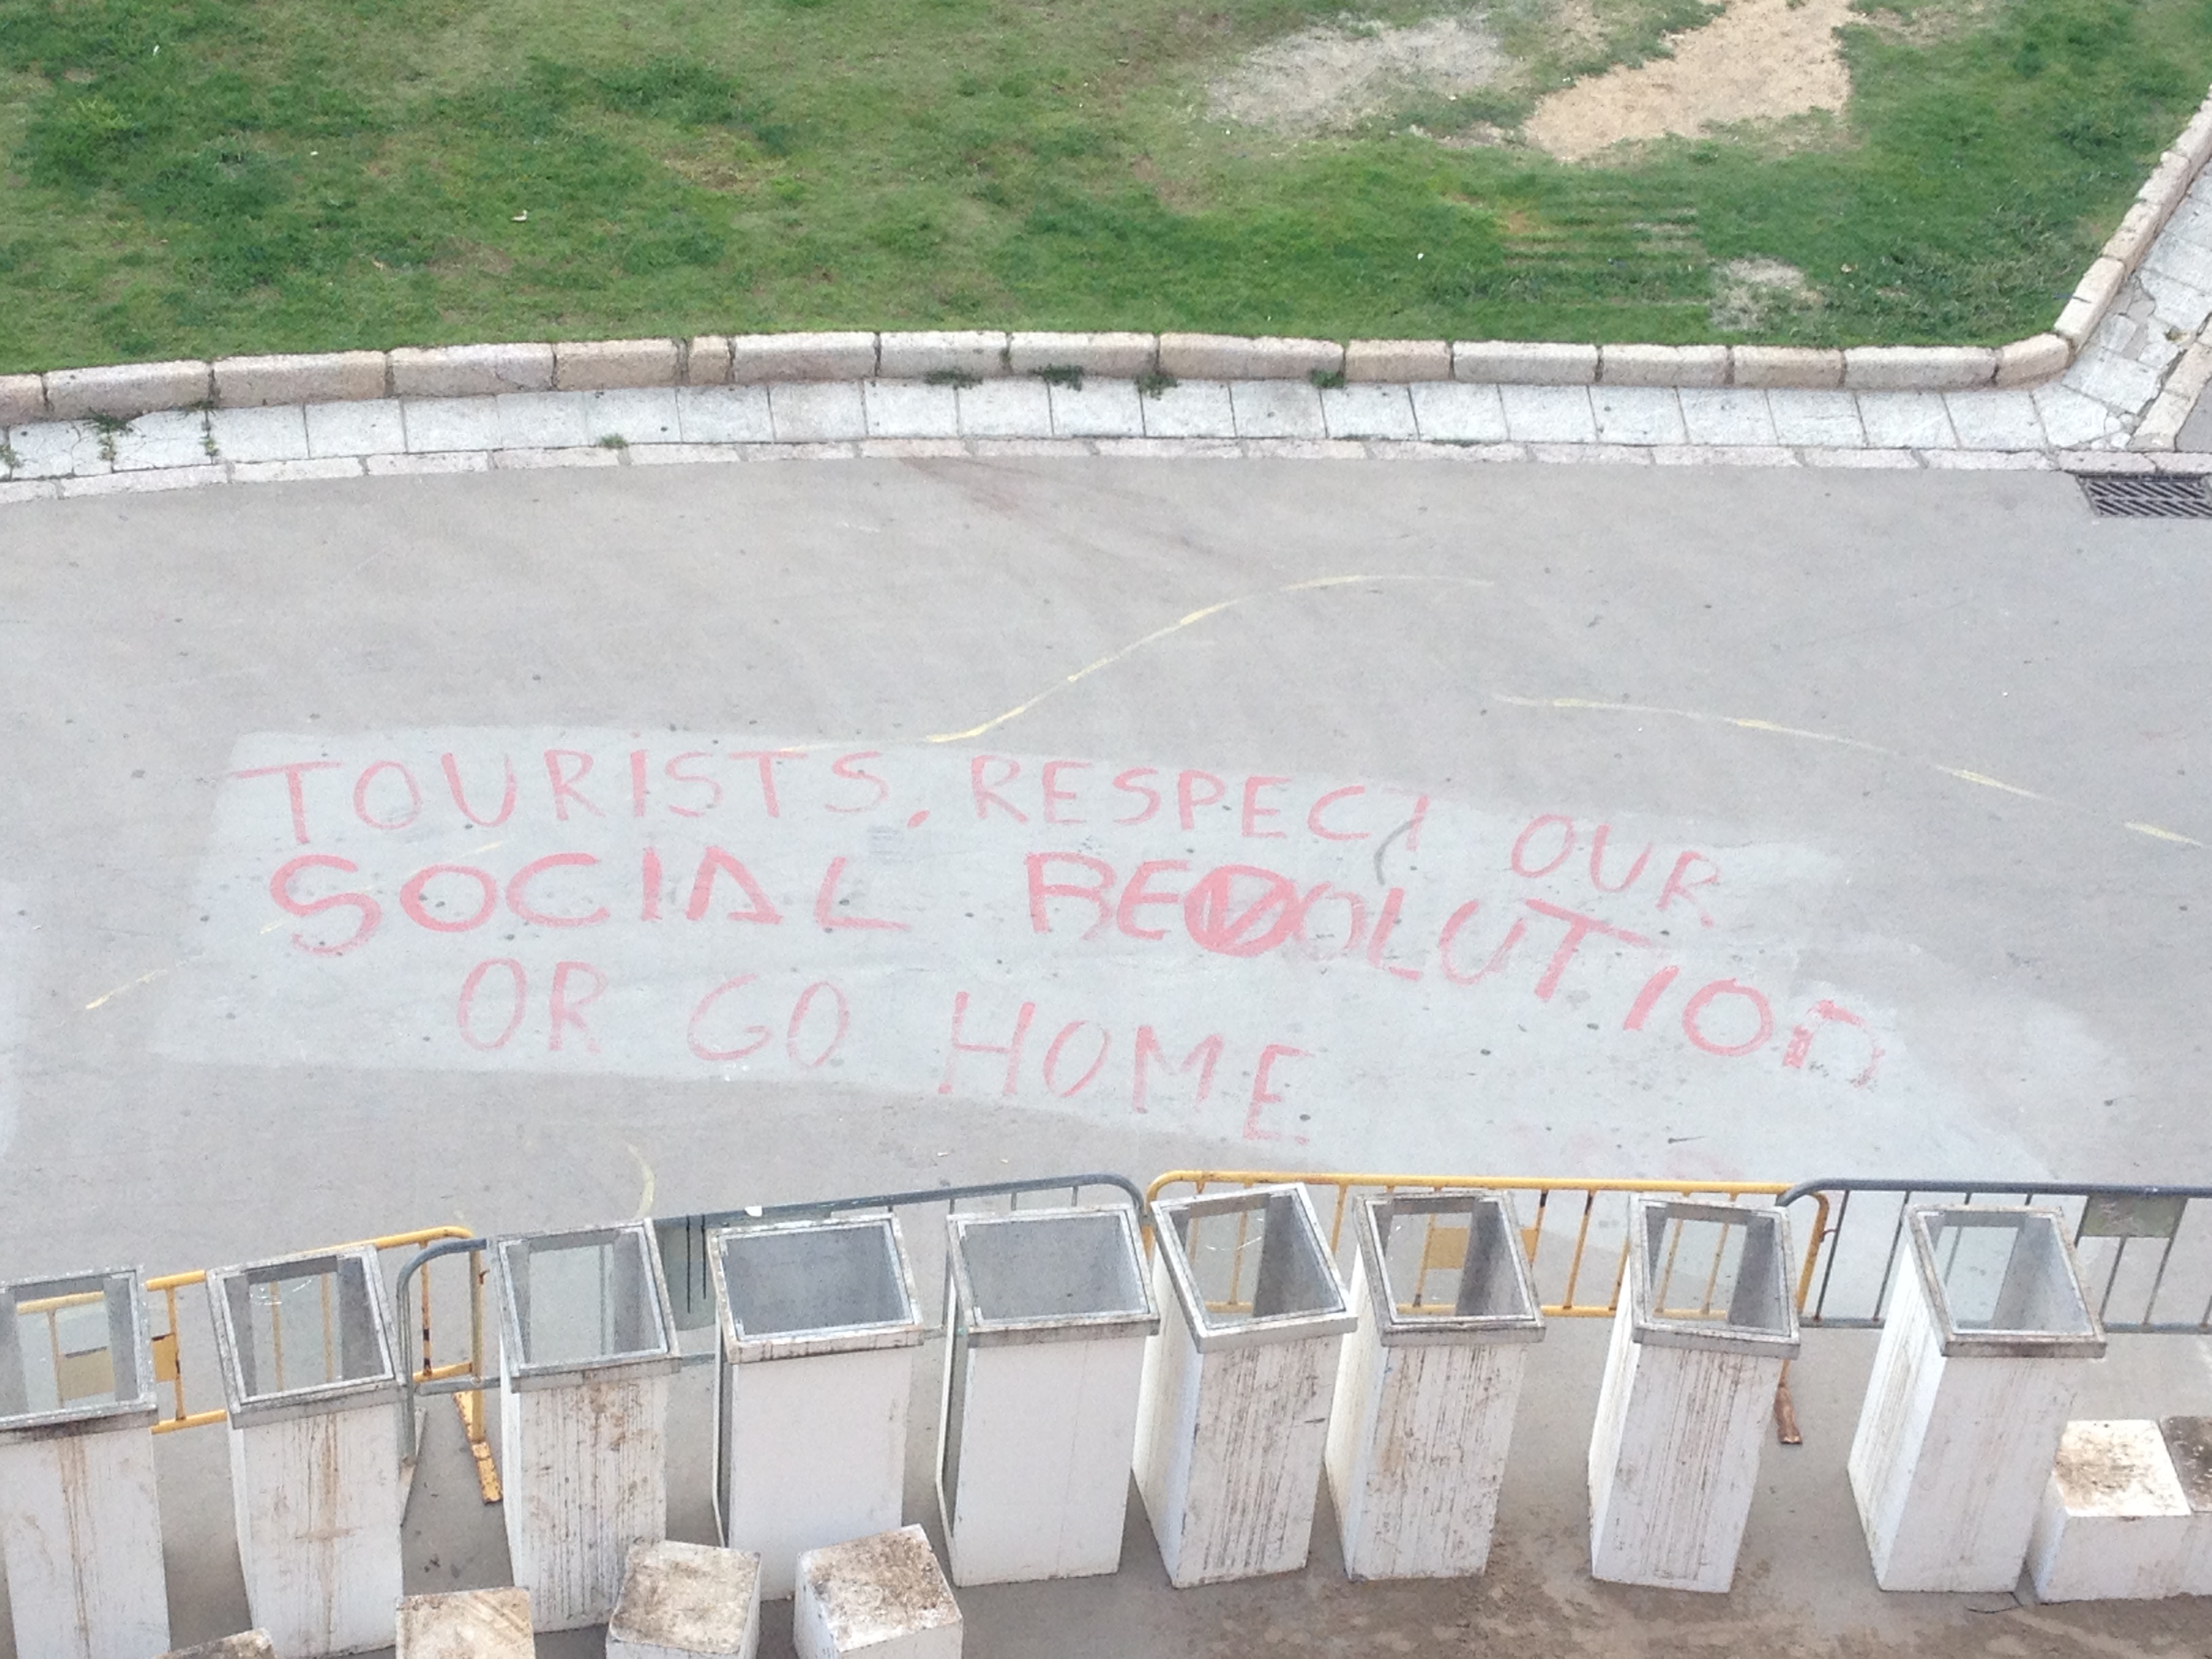 TOURISTS, RESPECT OUR
SOCIAL REVOLUTION
OR GO HOME